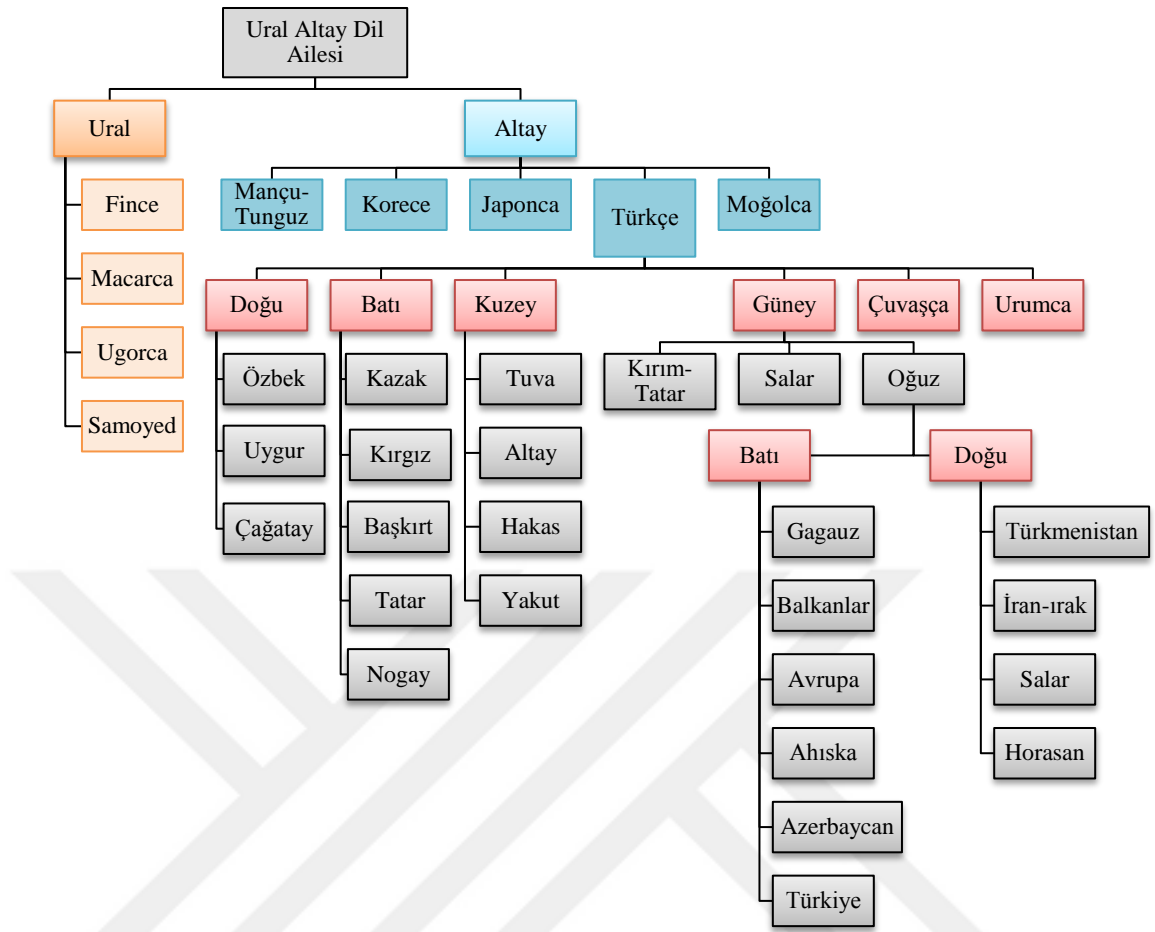 Ural Altay Dil
Ailesi
Ural
Altay
Fince
Macarca
Ugorca
Samoyed
Mançu-
Tunguz
Korece
Japonca
Türkçe
Moğolca
Doğu
Batı
Kuzey
Güney
Çuvaşça
Urumca
Özbek
Uygur
Çağatay
Kazak
Kırgız
Başkırt
Tatar
Nogay
Tuva
Altay
Hakas
Yakut
Kırım-
Tatar
Salar
Oğuz
Batı
Doğu
Gagauz
Balkanlar
Avrupa
Ahıska
Azerbaycan
Türkiye
Türkmenistan
İran-ırak
Salar
Horasan